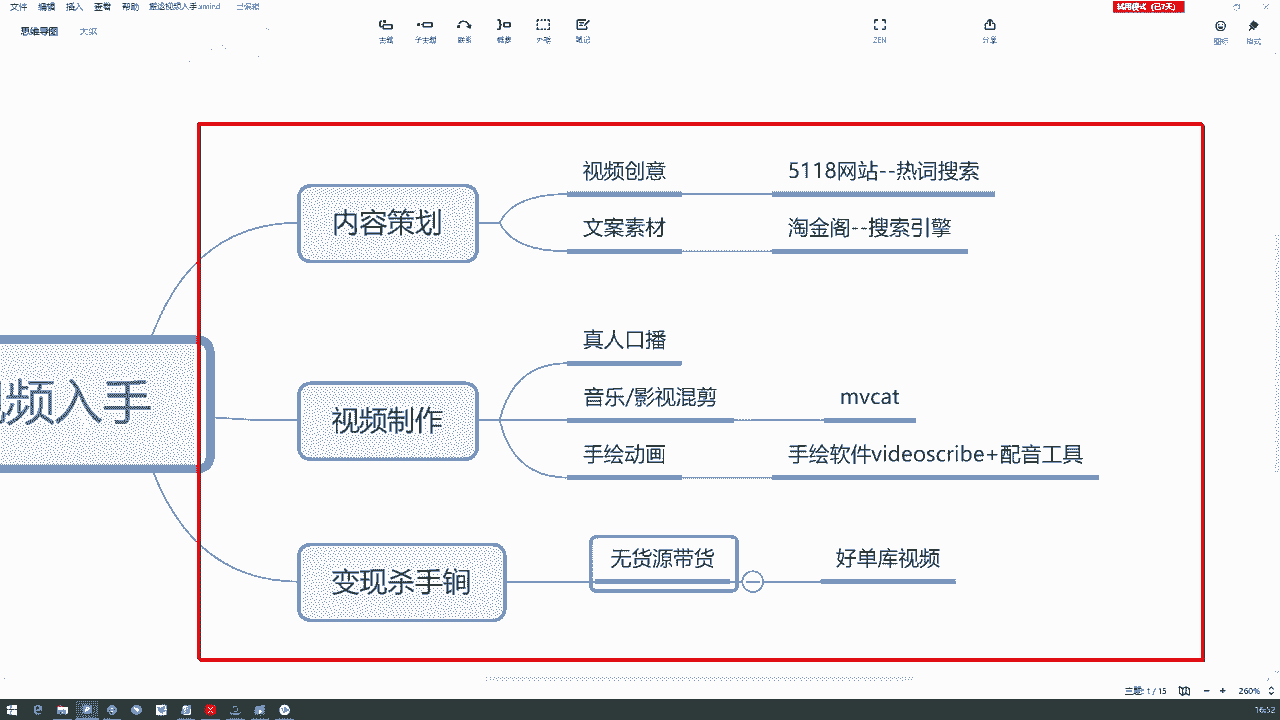 文件 编辑 插入 查看 帮助
试用模式 (已7天)
思维导图 大纲
主题 子主题 联系 概要 外框 笔记 ZEN 分享 图标 格式
内容策划
视频创意
5118网站--热词搜索
文案素材
淘金阁--搜索引擎
频入手
视频制作
真人口播
音乐/影视混剪
mvcat
手绘动画
手绘软件videoscribe+配音工具
变现杀手锏
无货源带货
好单库视频
主题: 1 / 15
260%
16:52